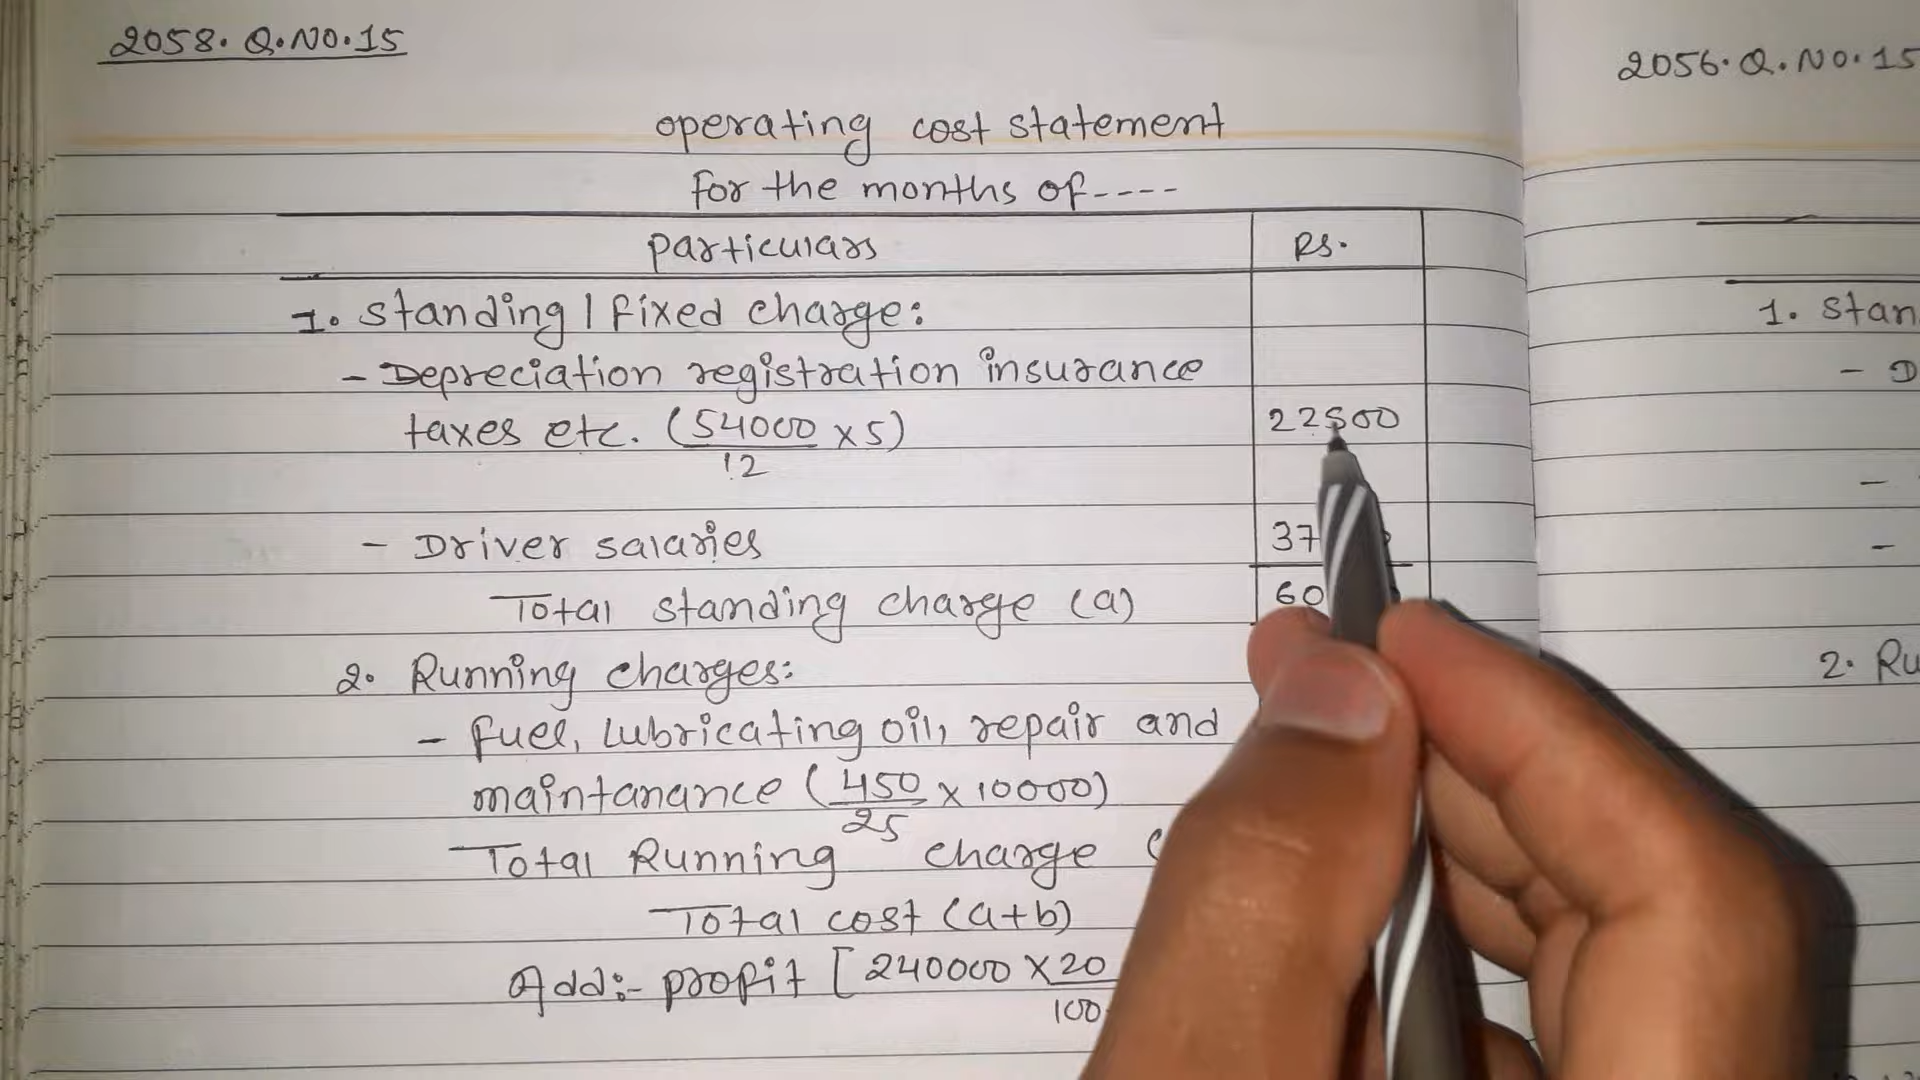 2058. Q.NO.15
operating cost statement
for the months of----
particulars Rs.
1. standing / fixed charge:
- Depreciation registration insurance
taxes etc. (54000 x 5) 22500
12
- Driver salaries 37
Total standing charge (a) 60
2. Running charges:
- fuel, lubricating oil, repair and
maintanance (450 x 10000)
25
Total Running charge (
Total cost (a+b)
Add:- profit [240000 x 20
100
2056. Q. NO. 15
1. Stan
- D
-
-
2. Ru